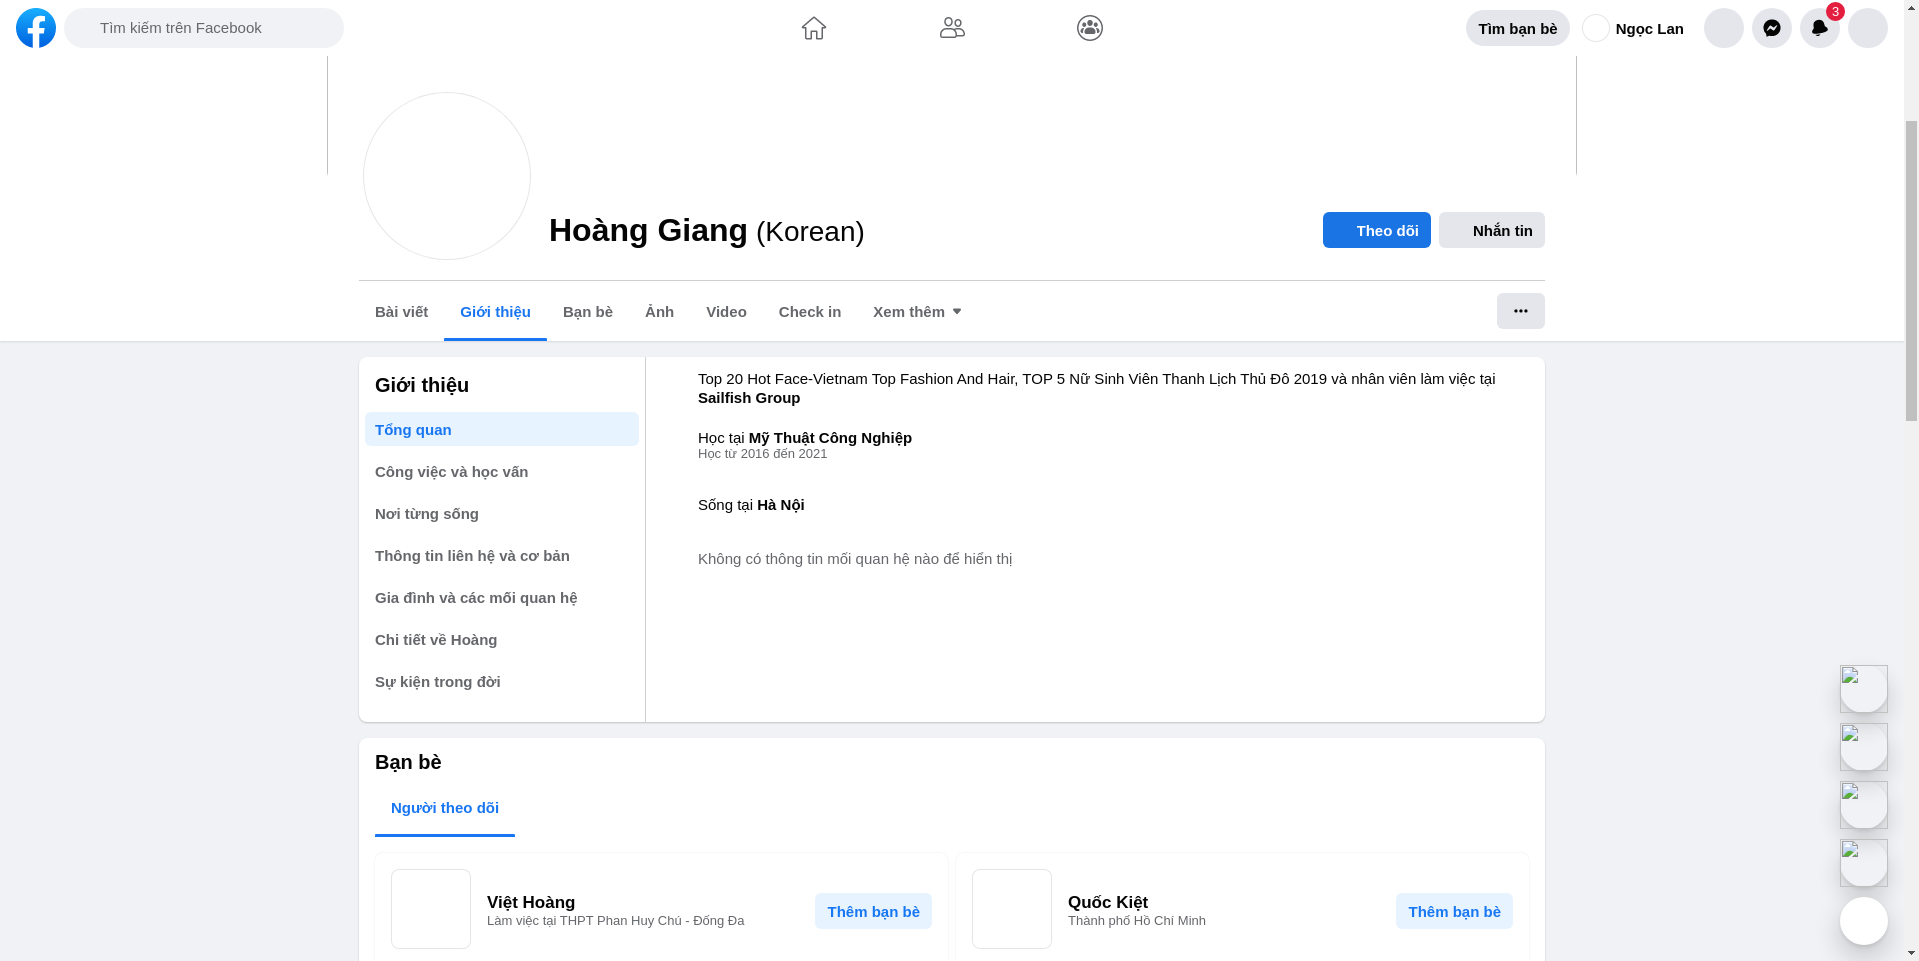 Tìm kiếm trên Facebook
Tìm bạn bè
Ngọc Lan
3
Hoàng Giang (Korean)
Theo dõi
Nhắn tin
Bài viết
Giới thiệu
Bạn bè
Ảnh
Video
Check in
Xem thêm
Giới thiệu
Tổng quan
Công việc và học vấn
Nơi từng sống
Thông tin liên hệ và cơ bản
Gia đình và các mối quan hệ
Chi tiết về Hoàng
Sự kiện trong đời
Top 20 Hot Face-Vietnam Top Fashion And Hair, TOP 5 Nữ Sinh Viên Thanh Lịch Thủ Đô 2019 và nhân viên làm việc tại
Sailfish Group
Học tại Mỹ Thuật Công Nghiệp
Học từ 2016 đến 2021
Sống tại Hà Nội
Không có thông tin mối quan hệ nào để hiển thị
Bạn bè
Người theo dõi
Việt Hoàng
Làm việc tại THPT Phan Huy Chú - Đống Đa
Thêm bạn bè
Quốc Kiệt
Thành phố Hồ Chí Minh
Thêm bạn bè